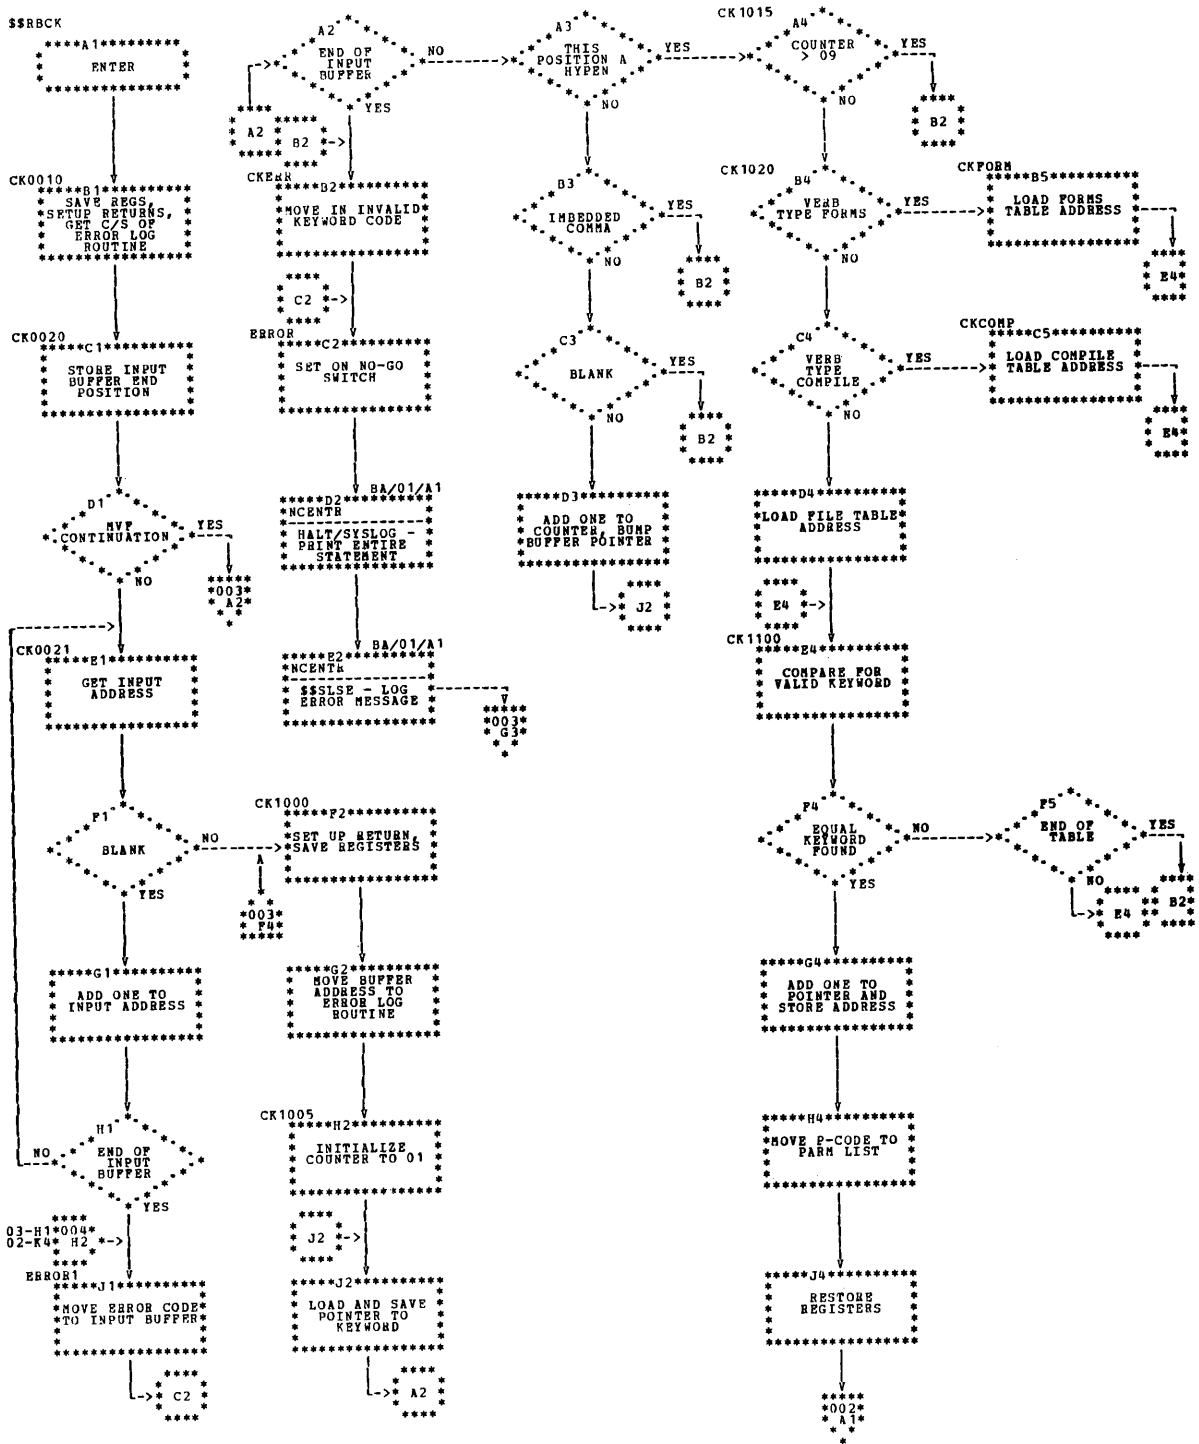 $$RBCK
A1
ENTER
CK0010
B1
SAVE REGS,
SETUP RETURNS,
GET C/S OF
ERROR LOG
ROUTINE
CK0020
C1
STORE INPUT
BUFFER END
POSITION
D1
MVF
CONTINUATION
YES
003
A2
NO
CK0021
E1
GET INPUT
ADDRESS
F1
BLANK
NO
A
003
F4
YES
G1
ADD ONE TO
INPUT ADDRESS
H1
END OF
INPUT
BUFFER
NO
YES
03-H1*004*
02-K4* H2
ERROR1
J1
MOVE ERROR CODE
TO INPUT BUFFER
C2
A2
END OF
INPUT
BUFFER
NO
YES
A2
B2
CKERR
B2
MOVE IN INVALID
KEYWORD CODE
C2
ERROR
C2
SET ON NO-GO
SWITCH
BA/01/A1
D2
NCENTR
HALT/SYSLOG -
PRINT ENTIRE
STATEMENT
BA/01/A1
E2
NCENTR
$$SLSE - LOG
ERROR MESSAGE
003
G3
CK1000
F2
SET UP RETURN,
SAVE REGISTERS
G2
MOVE BUFFER
ADDRESS TO
ERROR LOG
ROUTINE
CK1005
H2
INITIALIZE
COUNTER TO 01
J2
J2
LOAD AND SAVE
POINTER TO
KEYWORD
A2
A3
THIS
POSITION A
HYPEN
YES
NO
B3
IMBEDDED
COMMA
YES
B2
NO
C3
BLANK
YES
B2
NO
D3
ADD ONE TO
COUNTER, BUMP
BUFFER POINTER
J2
CK1015
A4
COUNTER
> 09
YES
B2
NO
CK1020
B4
VERB
TYPE FORMS
YES
NO
CKFORM
B5
LOAD FORMS
TABLE ADDRESS
E4
C4
VERB
TYPE
COMPILE
YES
NO
CKCOMP
C5
LOAD COMPILE
TABLE ADDRESS
E4
D4
LOAD FILE TABLE
ADDRESS
E4
CK1100
E4
COMPARE FOR
VALID KEYWORD
F4
EQUAL
KEYWORD
FOUND
NO
YES
F5
END OF
TABLE
YES
B2
NO
E4
G4
ADD ONE TO
POINTER AND
STORE ADDRESS
H4
MOVE P-CODE TO
PARM LIST
J4
RESTORE
REGISTERS
002
A1